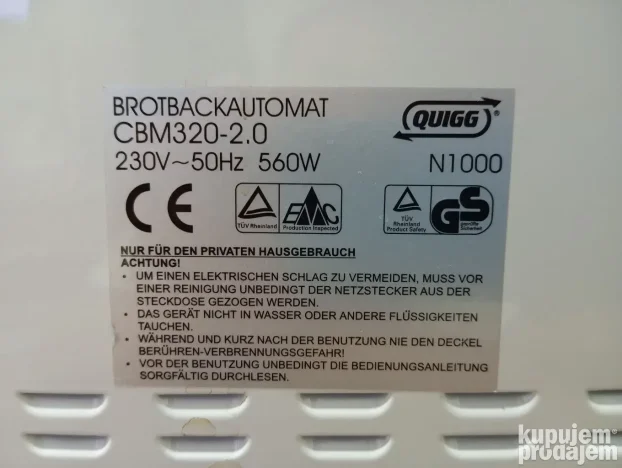 BROTBACKAUTOMAT
CBM320-2.0
230V~50Hz 560W
QUIGG®
N1000
CE
TÜV Rheinland
EMC
Production Inspected
TÜV Rheinland
Product Safety
GS
geprüfte Sicherheit
NUR FÜR DEN PRIVATEN HAUSGEBRAUCH
ACHTUNG!
• UM EINEN ELEKTRISCHEN SCHLAG ZU VERMEIDEN, MUSS VOR
EINER REINIGUNG UNBEDINGT DER NETZSTECKER AUS DER
STECKDOSE GEZOGEN WERDEN.
• DAS GERÄT NICHT IN WASSER ODER ANDERE FLÜSSIGKEITEN
TAUCHEN.
• WÄHREND UND KURZ NACH DER BENUTZUNG NIE DEN DECKEL
BERÜHREN-VERBRENNUNGSGEFAHR!
• VOR DER BENUTZUNG UNBEDINGT DIE BEDIENUNGSANLEITUNG
SORGFÄLTIG DURCHLESEN.
kupujem
prodajem